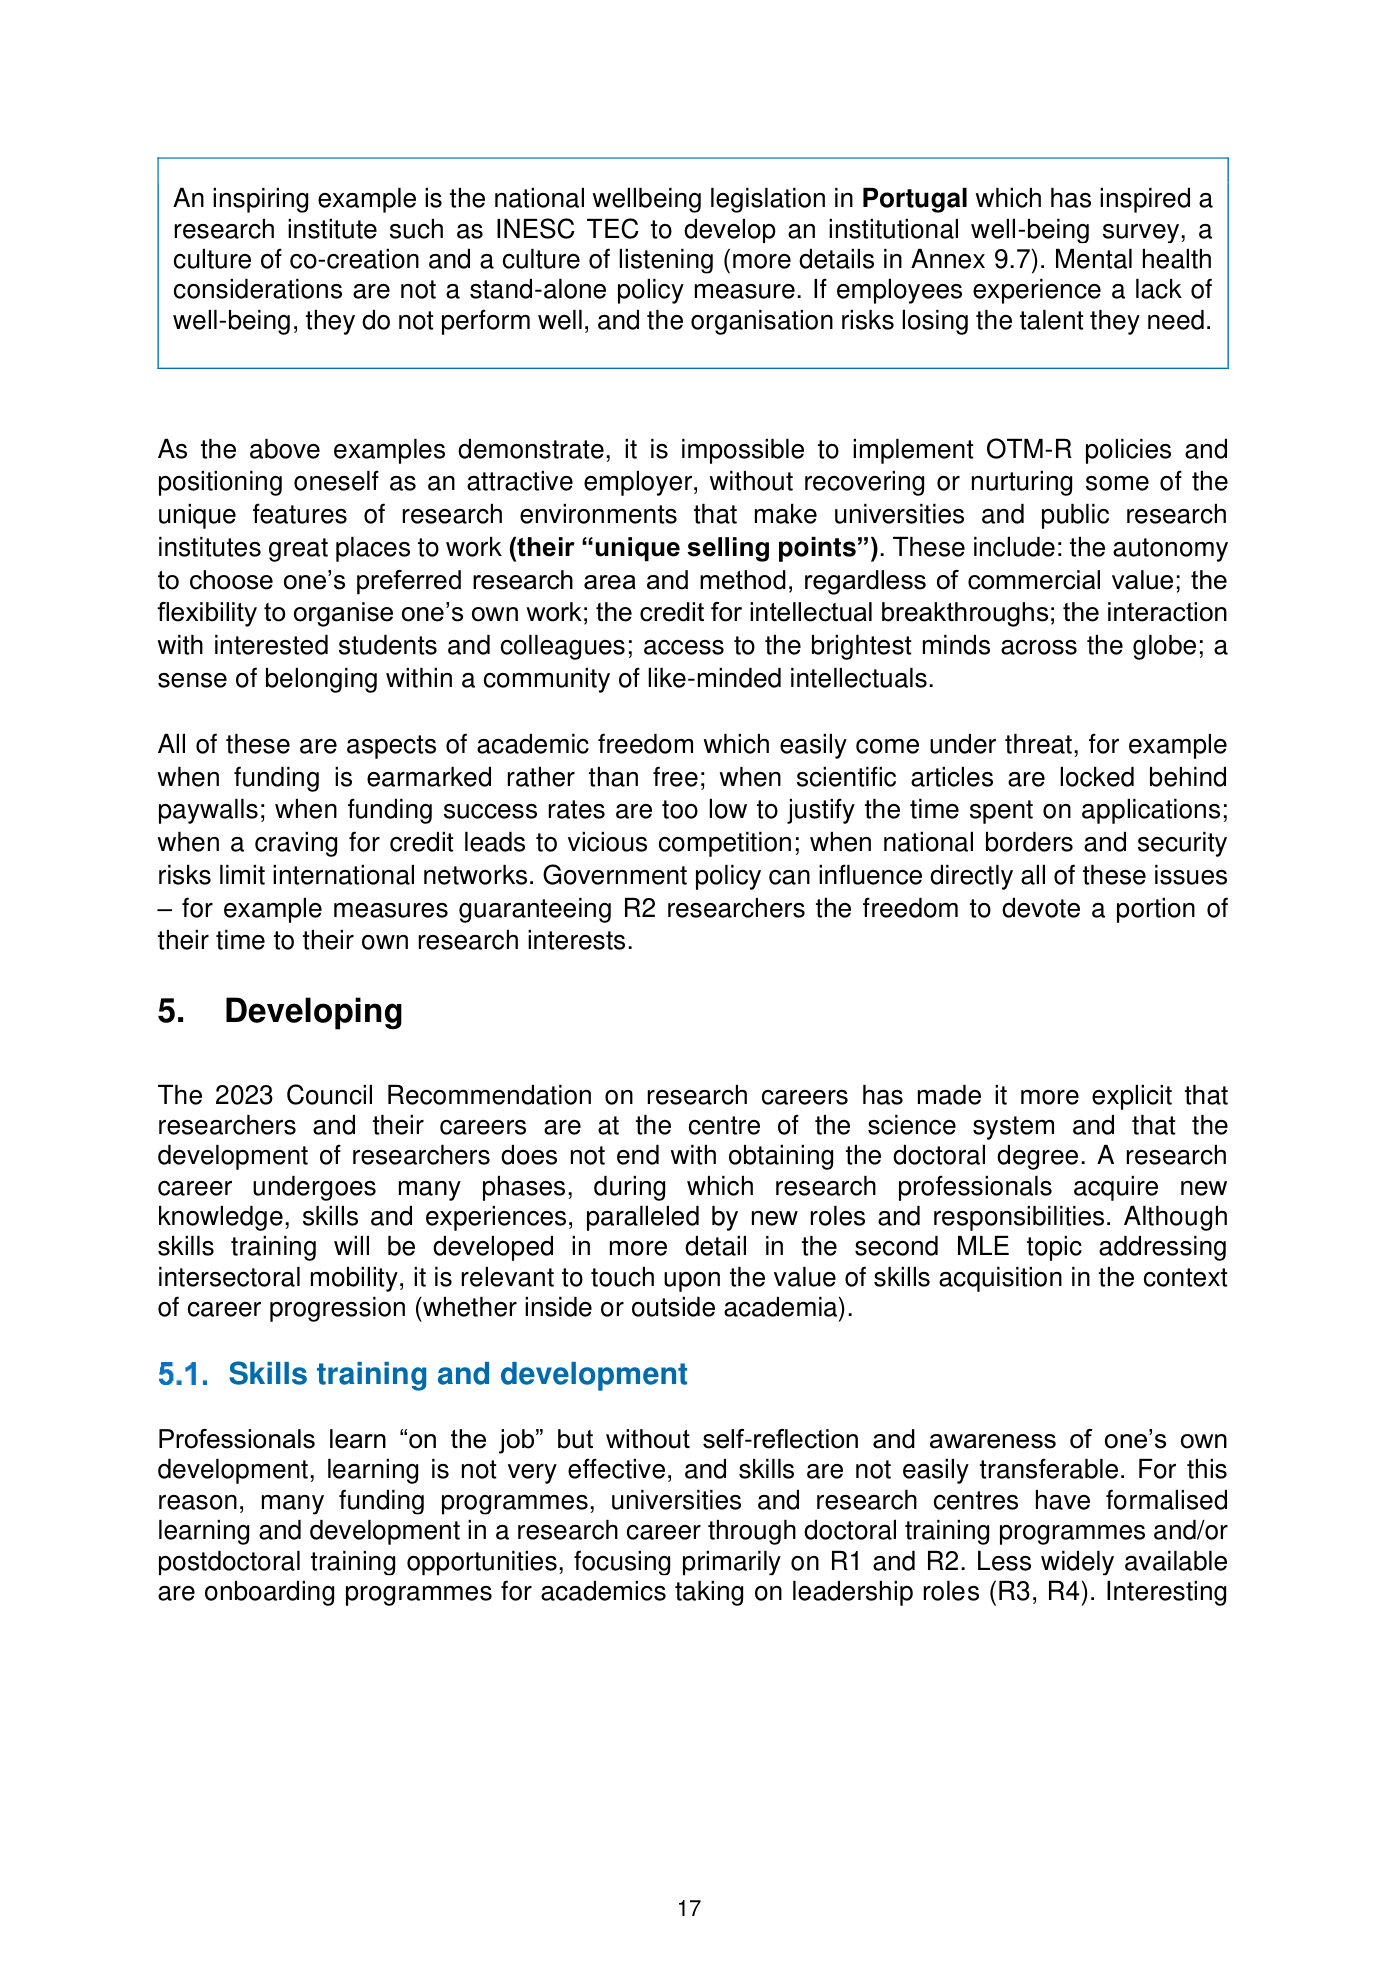 An inspiring example is the national wellbeing legislation in Portugal which has inspired a
research institute such as INESC TEC to develop an institutional well-being survey, a
culture of co-creation and a culture of listening (more details in Annex 9.7). Mental health
considerations are not a stand-alone policy measure. If employees experience a lack of
well-being, they do not perform well, and the organisation risks losing the talent they need.
As the above examples demonstrate, it is impossible to implement OTM-R policies and
positioning oneself as an attractive employer, without recovering or nurturing some of the
unique features of research environments that make universities and public research
institutes great places to work (their “unique selling points”). These include: the autonomy
to choose one’s preferred research area and method, regardless of commercial value; the
flexibility to organise one’s own work; the credit for intellectual breakthroughs; the interaction
with interested students and colleagues; access to the brightest minds across the globe; a
sense of belonging within a community of like-minded intellectuals.
All of these are aspects of academic freedom which easily come under threat, for example
when funding is earmarked rather than free; when scientific articles are locked behind
paywalls; when funding success rates are too low to justify the time spent on applications;
when a craving for credit leads to vicious competition; when national borders and security
risks limit international networks. Government policy can influence directly all of these issues
– for example measures guaranteeing R2 researchers the freedom to devote a portion of
their time to their own research interests.
5. Developing
The 2023 Council Recommendation on research careers has made it more explicit that
researchers and their careers are at the centre of the science system and that the
development of researchers does not end with obtaining the doctoral degree. A research
career undergoes many phases, during which research professionals acquire new
knowledge, skills and experiences, paralleled by new roles and responsibilities. Although
skills training will be developed in more detail in the second MLE topic addressing
intersectoral mobility, it is relevant to touch upon the value of skills acquisition in the context
of career progression (whether inside or outside academia).
5.1. Skills training and development
Professionals learn “on the job” but without self-reflection and awareness of one’s own
development, learning is not very effective, and skills are not easily transferable. For this
reason, many funding programmes, universities and research centres have formalised
learning and development in a research career through doctoral training programmes and/or
postdoctoral training opportunities, focusing primarily on R1 and R2. Less widely available
are onboarding programmes for academics taking on leadership roles (R3, R4). Interesting
17